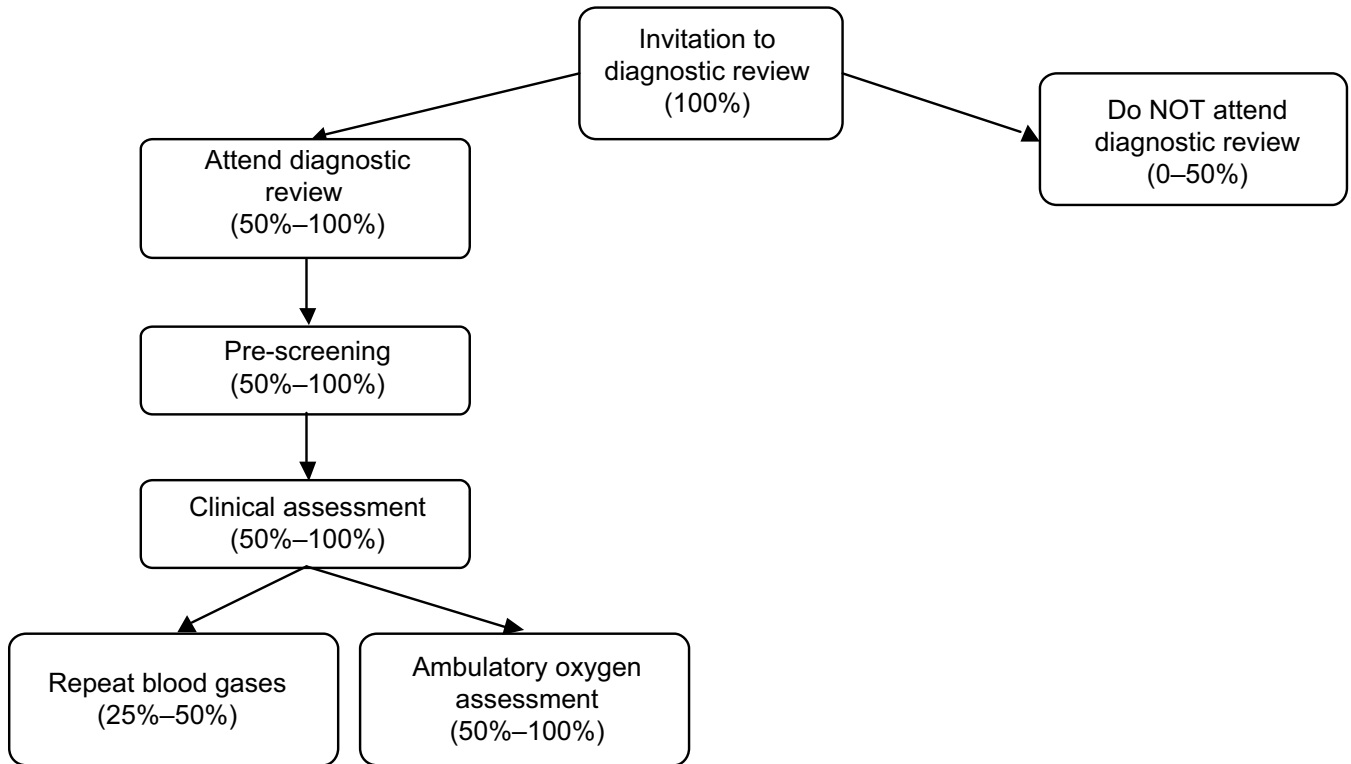 Invitation to
diagnostic review
(100%)
Do NOT attend
diagnostic review
(0–50%)
Attend diagnostic
review
(50%–100%)
Pre-screening
(50%–100%)
Clinical assessment
(50%–100%)
Repeat blood gases
(25%–50%)
Ambulatory oxygen
assessment
(50%–100%)